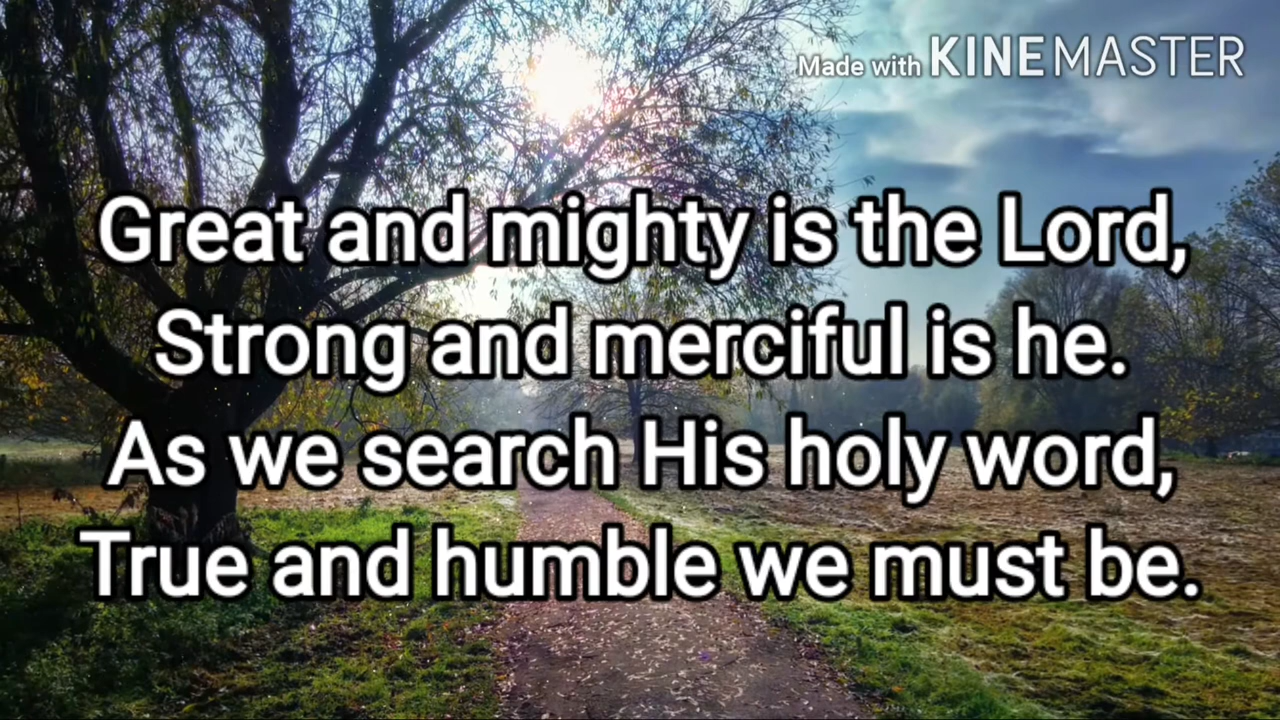 Made with KINEMASTER
Great and mighty is the Lord,
Strong and merciful is he.
As we search His holy word,
True and humble we must be.